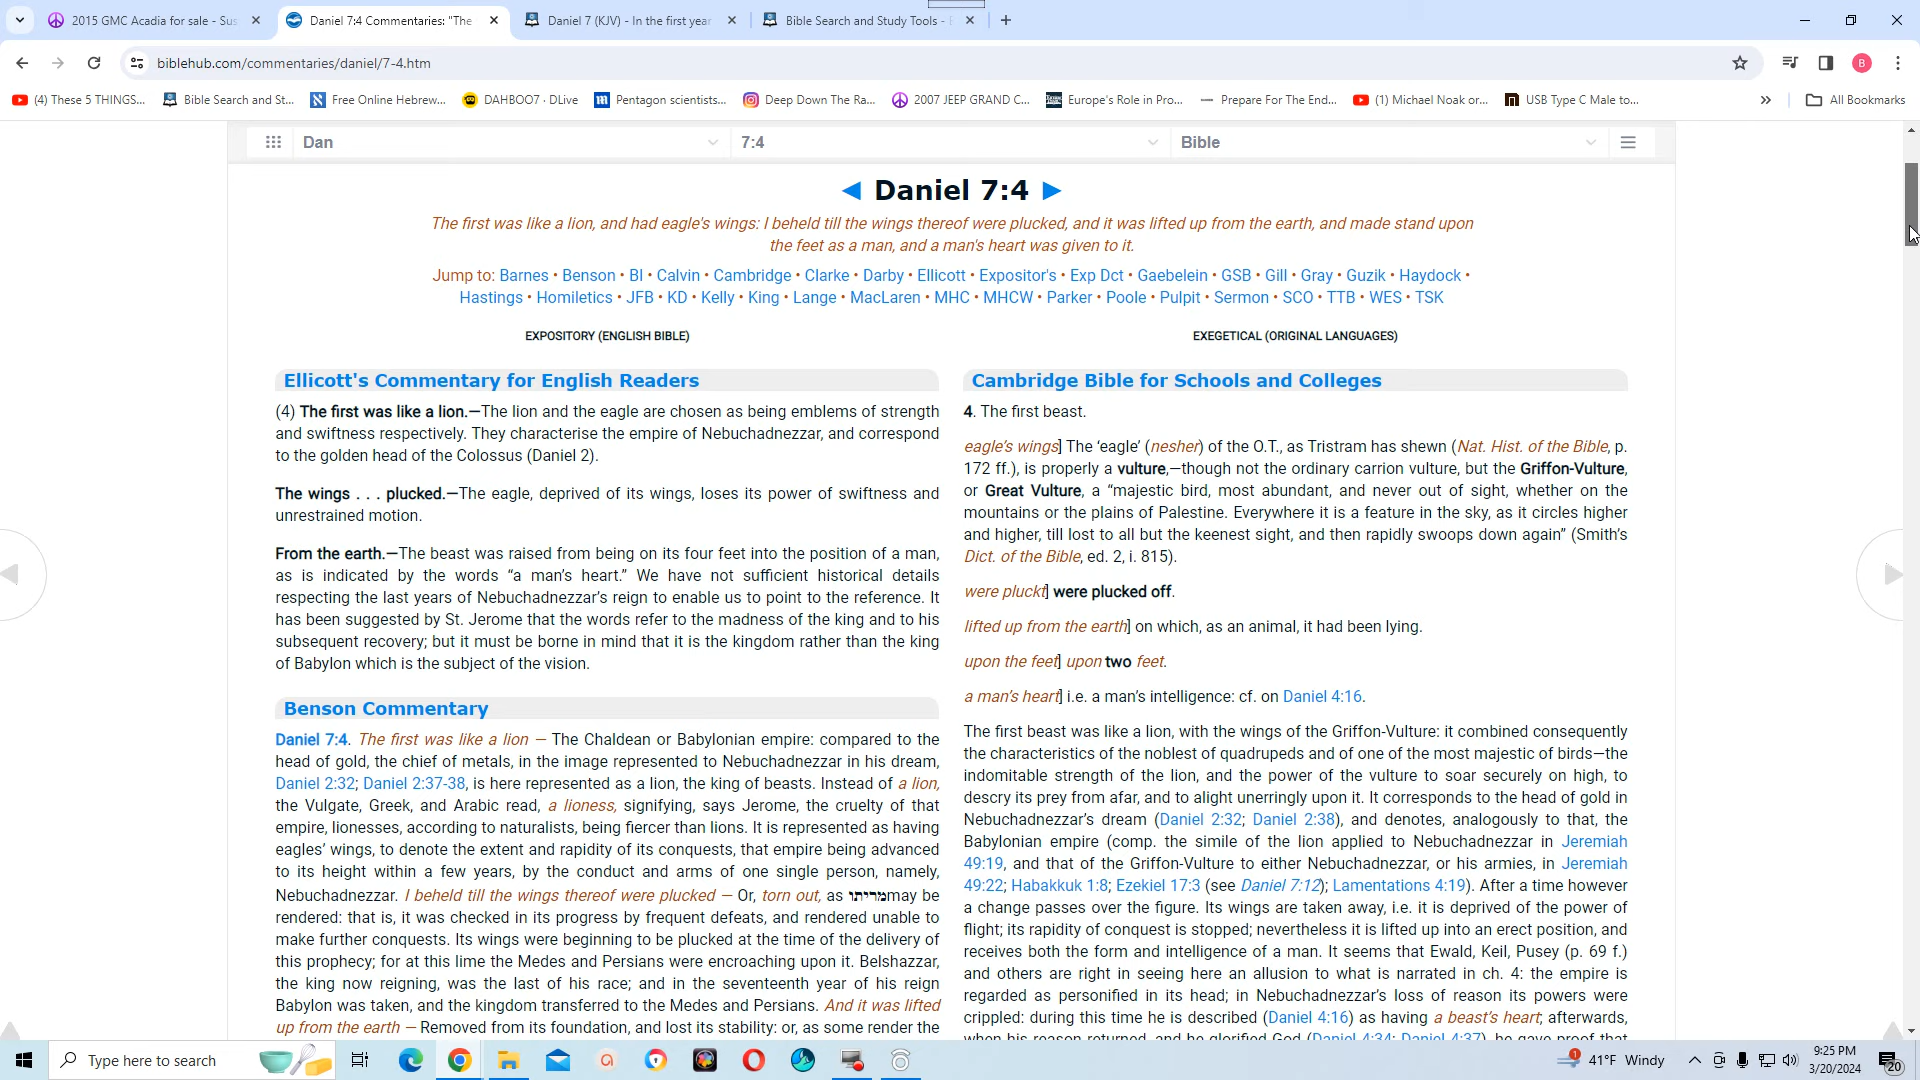 2015 GMC Acadia for sale - Sus
Daniel 7:4 Commentaries: "The
Daniel 7 (KJV) - In the first year
Bible Search and Study Tools -
biblehub.com/commentaries/daniel/7-4.htm
B
(4) These 5 THINGS...
Bible Search and St...
Free Online Hebrew...
DAHBOO7 · DLive
Pentagon scientists...
Deep Down The Ra...
2007 JEEP GRAND C...
Europe's Role in Pro...
Prepare For The End...
(1) Michael Noak or...
USB Type C Male to...
All Bookmarks
Dan
7:4
Bible
Daniel 7:4
The first was like a lion, and had eagle's wings: I beheld till the wings thereof were plucked, and it was lifted up from the earth, and made stand upon
the feet as a man, and a man's heart was given to it.
Jump to: Barnes • Benson • BI • Calvin • Cambridge • Clarke • Darby • Ellicott • Expositor's • Exp Dct • Gaebelein • GSB • Gill • Gray • Guzik • Haydock •
Hastings • Homiletics • JFB • KD • Kelly • King • Lange • MacLaren • MHC • MHCW • Parker • Poole • Pulpit • Sermon • SCO • TTB • WES • TSK
EXPOSITORY (ENGLISH BIBLE)
Ellicott's Commentary for English Readers
(4) The first was like a lion.—The lion and the eagle are chosen as being emblems of strength
and swiftness respectively. They characterise the empire of Nebuchadnezzar, and correspond
to the golden head of the Colossus (Daniel 2).
The wings . . . plucked.—The eagle, deprived of its wings, loses its power of swiftness and
unrestrained motion.
From the earth.—The beast was raised from being on its four feet into the position of a man,
as is indicated by the words “a man’s heart.” We have not sufficient historical details
respecting the last years of Nebuchadnezzar’s reign to enable us to point to the reference. It
has been suggested by St. Jerome that the words refer to the madness of the king and to his
subsequent recovery; but it must be borne in mind that it is the kingdom rather than the king
of Babylon which is the subject of the vision.
Benson Commentary
Daniel 7:4. The first was like a lion — The Chaldean or Babylonian empire: compared to the
head of gold, the chief of metals, in the image represented to Nebuchadnezzar in his dream,
Daniel 2:32; Daniel 2:37-38, is here represented as a lion, the king of beasts. Instead of a lion,
the Vulgate, Greek, and Arabic read, a lioness, signifying, says Jerome, the cruelty of that
empire, lionesses, according to naturalists, being fiercer than lions. It is represented as having
eagles’ wings, to denote the extent and rapidity of its conquests, that empire being advanced
to its height within a few years, by the conduct and arms of one single person, namely,
Nebuchadnezzar. I beheld till the wings thereof were plucked — Or, torn out, as מריתוmay be
rendered: that is, it was checked in its progress by frequent defeats, and rendered unable to
make further conquests. Its wings were beginning to be plucked at the time of the delivery of
this prophecy; for at this lime the Medes and Persians were encroaching upon it. Belshazzar,
the king now reigning, was the last of his race; and in the seventeenth year of his reign
Babylon was taken, and the kingdom transferred to the Medes and Persians. And it was lifted
up from the earth — Removed from its foundation, and lost its stability: or, as some render the
EXEGETICAL (ORIGINAL LANGUAGES)
Cambridge Bible for Schools and Colleges
4. The first beast.
eagle’s wings] The ‘eagle’ (nesher) of the O.T., as Tristram has shewn (Nat. Hist. of the Bible, p.
172 ff.), is properly a vulture,—though not the ordinary carrion vulture, but the Griffon-Vulture,
or Great Vulture, a “majestic bird, most abundant, and never out of sight, whether on the
mountains or the plains of Palestine. Everywhere it is a feature in the sky, as it circles higher
and higher, till lost to all but the keenest sight, and then rapidly swoops down again” (Smith’s
Dict. of the Bible, ed. 2, i. 815).
were pluckt] were plucked off.
lifted up from the earth] on which, as an animal, it had been lying.
upon the feet] upon two feet.
a man’s heart] i.e. a man’s intelligence: cf. on Daniel 4:16.
The first beast was like a lion, with the wings of the Griffon-Vulture: it combined consequently
the characteristics of the noblest of quadrupeds and of one of the most majestic of birds—the
indomitable strength of the lion, and the power of the vulture to soar securely on high, to
descry its prey from afar, and to alight unerringly upon it. It corresponds to the head of gold in
Nebuchadnezzar’s dream (Daniel 2:32; Daniel 2:38), and denotes, analogously to that, the
Babylonian empire (comp. the simile of the lion applied to Nebuchadnezzar in Jeremiah
49:19, and that of the Griffon-Vulture to either Nebuchadnezzar, or his armies, in Jeremiah
49:22; Habakkuk 1:8; Ezekiel 17:3 (see Daniel 7:12); Lamentations 4:19). After a time however
a change passes over the figure. Its wings are taken away, i.e. it is deprived of the power of
flight; its rapidity of conquest is stopped; nevertheless it is lifted up into an erect position, and
receives both the form and intelligence of a man. It seems that Ewald, Keil, Pusey (p. 69 f.)
and others are right in seeing here an allusion to what is narrated in ch. 4: the empire is
regarded as personified in its head; in Nebuchadnezzar’s loss of reason its powers were
crippled: during this time he is described (Daniel 4:16) as having a beast’s heart; afterwards,
when his reason returned, and he glorified God (Daniel 4:34; Daniel 4:37), he gave proof that
Type here to search
41°F Windy
9:25 PM
3/20/2024
20